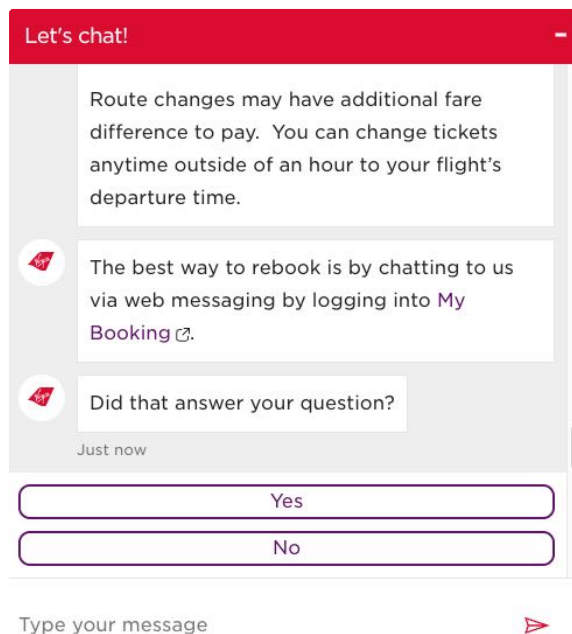 Let's chat!
Route changes may have additional fare
difference to pay.  You can change tickets
anytime outside of an hour to your flight’s
departure time.
The best way to rebook is by chatting to us
via web messaging by logging into My
Booking.
Did that answer your question?
Just now
Yes
No
Type your message